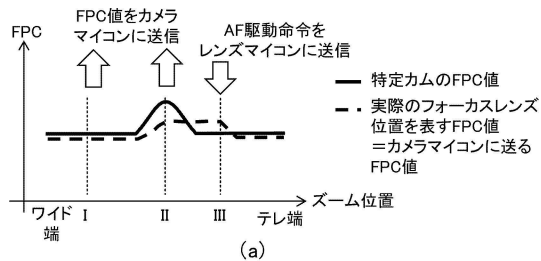 FPC
FPC値をカメラ
マイコンに送信
AF駆動命令を
レンズマイコンに送信
特定カムのFPC値
実際のフォーカスレンズ
位置を表すFPC値
＝カメラマイコンに送る
FPC値
ズーム位置
ワイド
端
I
II
III
テレ端
(a)